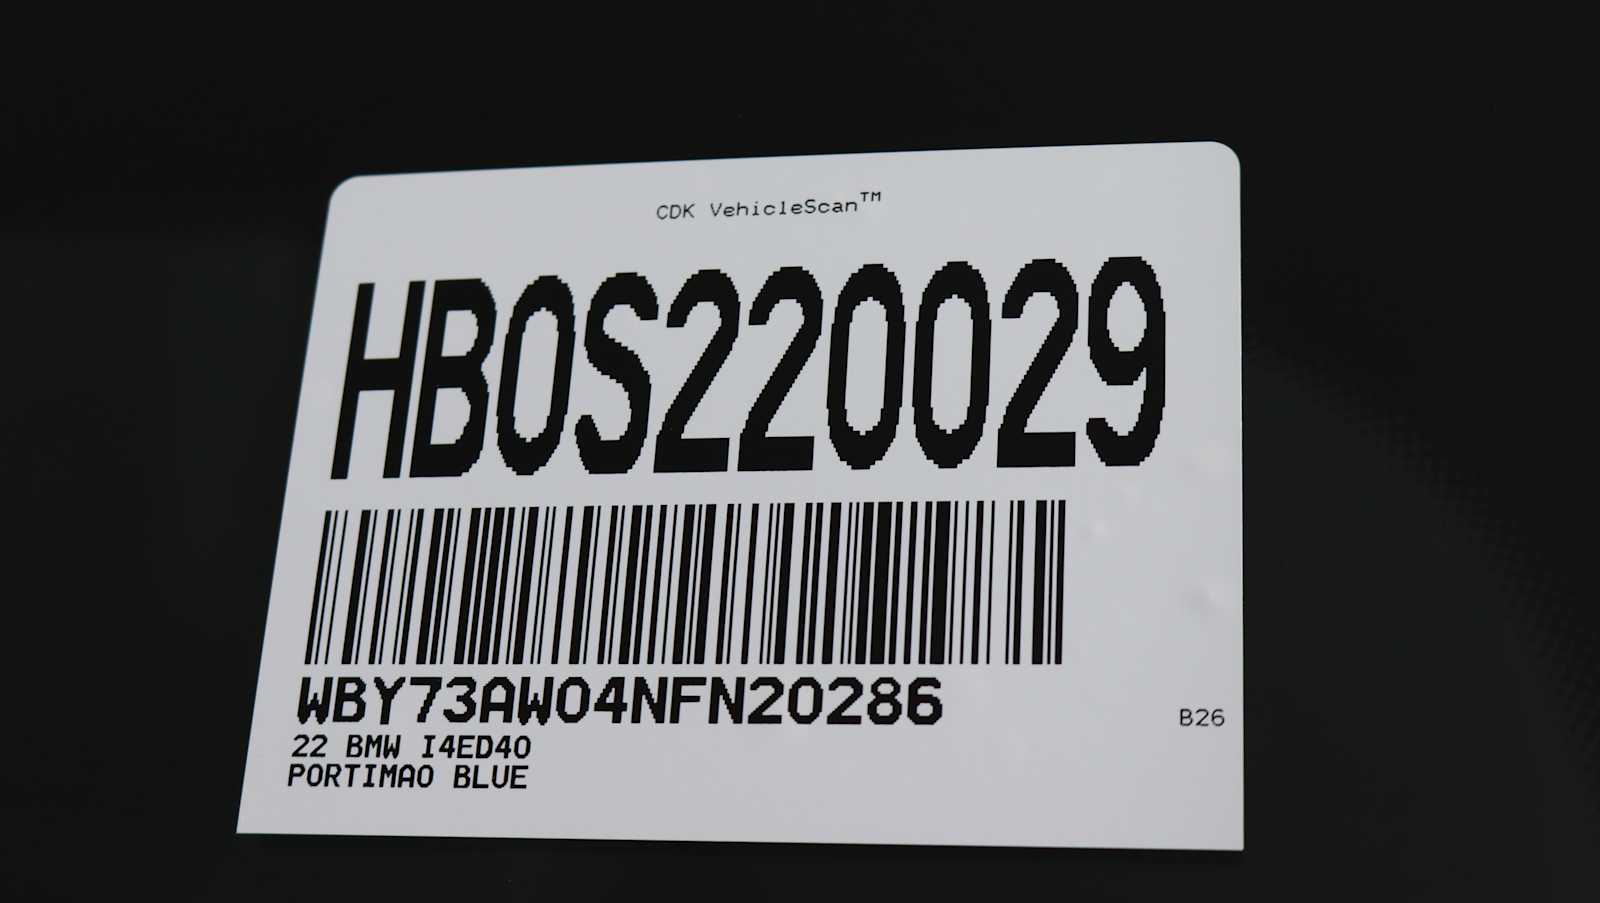 CDK VehicleScan™
HBOS220029
WBY73AW04NFN20286
B26
22 BMW I4ED40
PORTIMAO BLUE